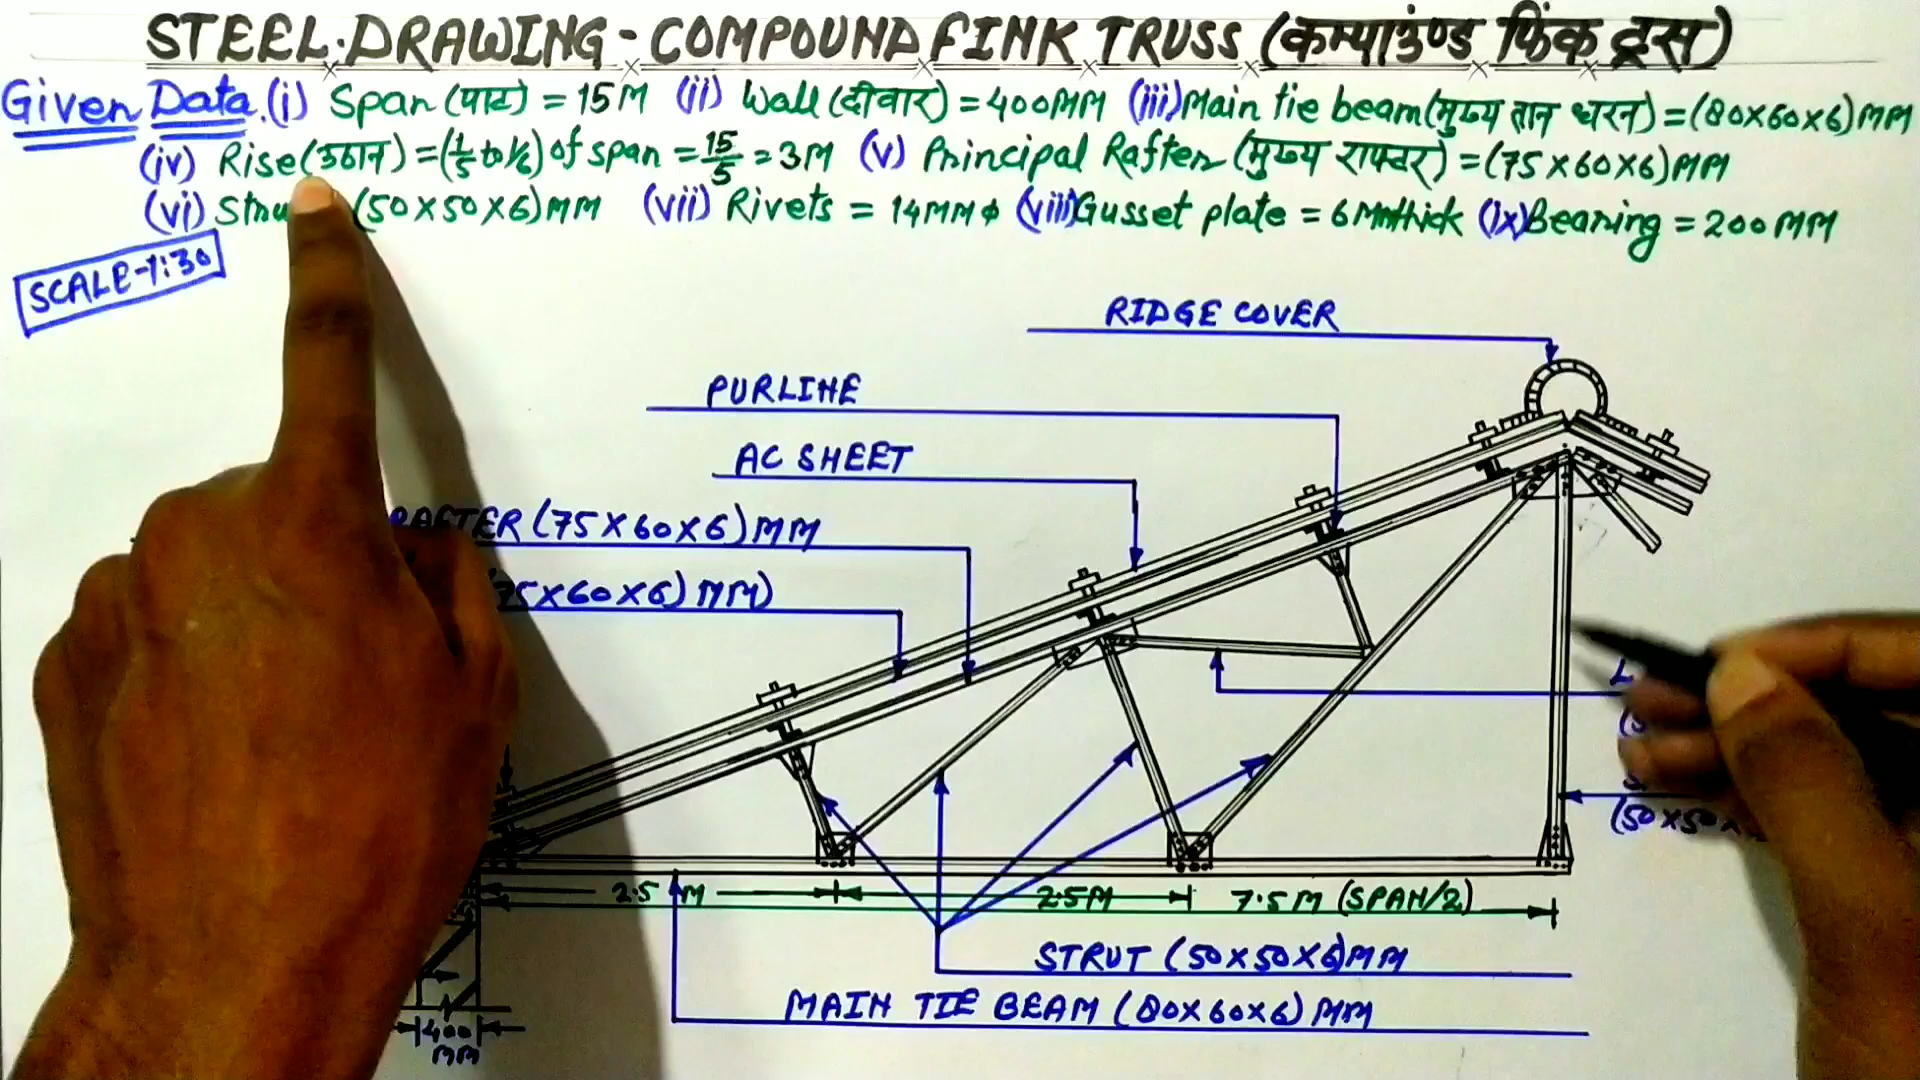 STEEL.DRAWING - COMPOUND FINK TRUSS (कम्पाउण्ड फिंक ट्रस)
Given Data.(i) Span (पाट) = 15M (ii) Wall (दीवार) = 400MM (iii) Main tie beam (मुख्य तान धरन) = (80X60X6)MM
(iv) Rise (उठान) = (1/5 to 1/6) of span = 15/5 = 3M (v) Principal Rafter (मुख्य राफ्टर) = (75X60X6)MM
(vi) (50X50X6)MM (vii) Rivets = 14MM ϕ (viii) Gusset plate = 6MM thick (ix) Bearing = 200MM
SCALE-1:30
RIDGE COVER
PURLINE
AC SHEET
RAFTER (75X60X6)MM
75X60X6)MM)
(50X50X
2.5M 2.5M 7.5M (SPAN/2)
STRUT (50X50X6)MM
MAIN TIE BEAM (80X60X6)MM
400
MM